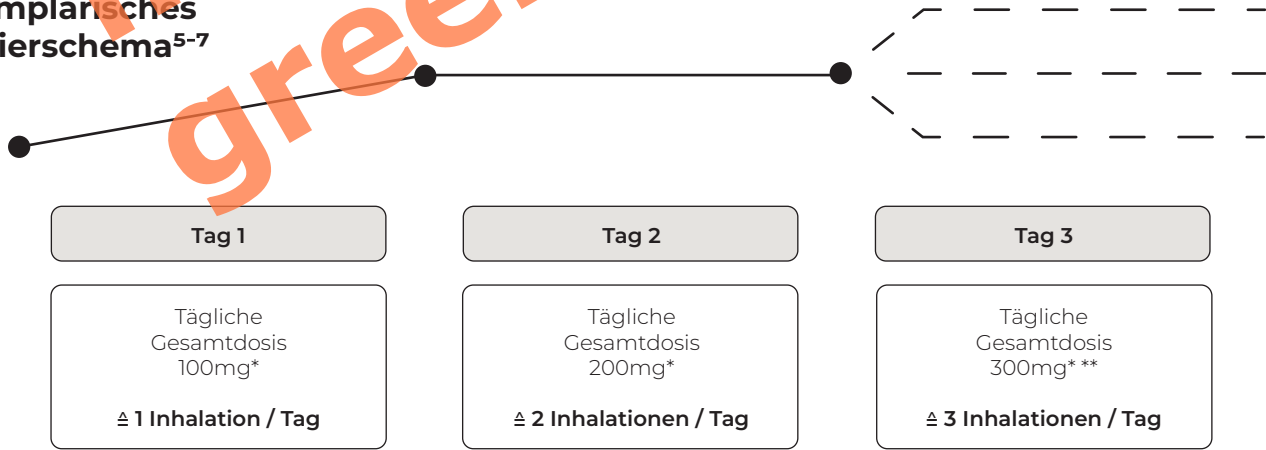 mplarisches
ierschema⁵⁻⁷
gree
Tag 1
Tag 2
Tag 3
Tägliche
Gesamtdosis
100mg*
≙ 1 Inhalation / Tag
Tägliche
Gesamtdosis
200mg*
≙ 2 Inhalationen / Tag
Tägliche
Gesamtdosis
300mg* **
≙ 3 Inhalationen / Tag